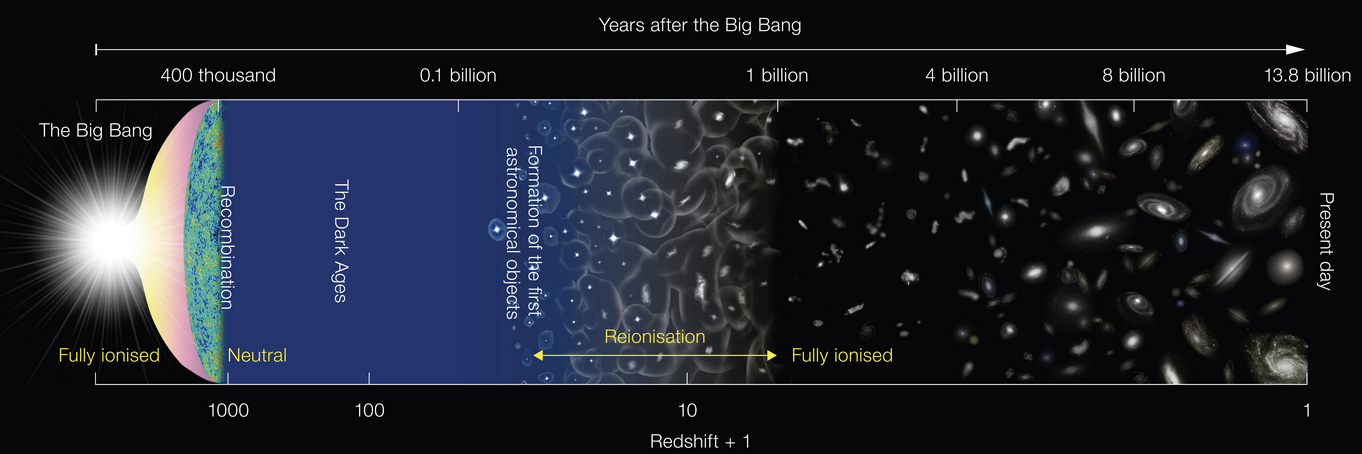 Years after the Big Bang
400 thousand
0.1 billion
1 billion
4 billion
8 billion
13.8 billion
The Big Bang
Recombination
The Dark Ages
Formation of the first
astronomical objects
Reionisation
Fully ionised
Neutral
Fully ionised
Present day
1000
100
10
1
Redshift + 1